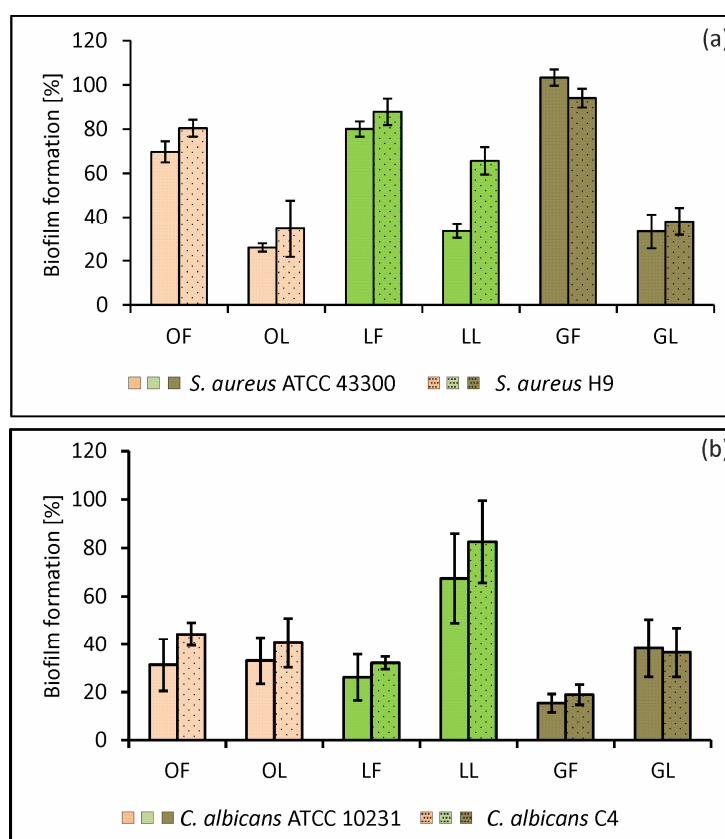 (a)
Biofilm formation [%]
120
100
80
60
40
20
0
OF OL LF LL GF GL
S. aureus ATCC 43300 S. aureus H9
(b)
Biofilm formation [%]
120
100
80
60
40
20
0
OF OL LF LL GF GL
C. albicans ATCC 10231 C. albicans C4